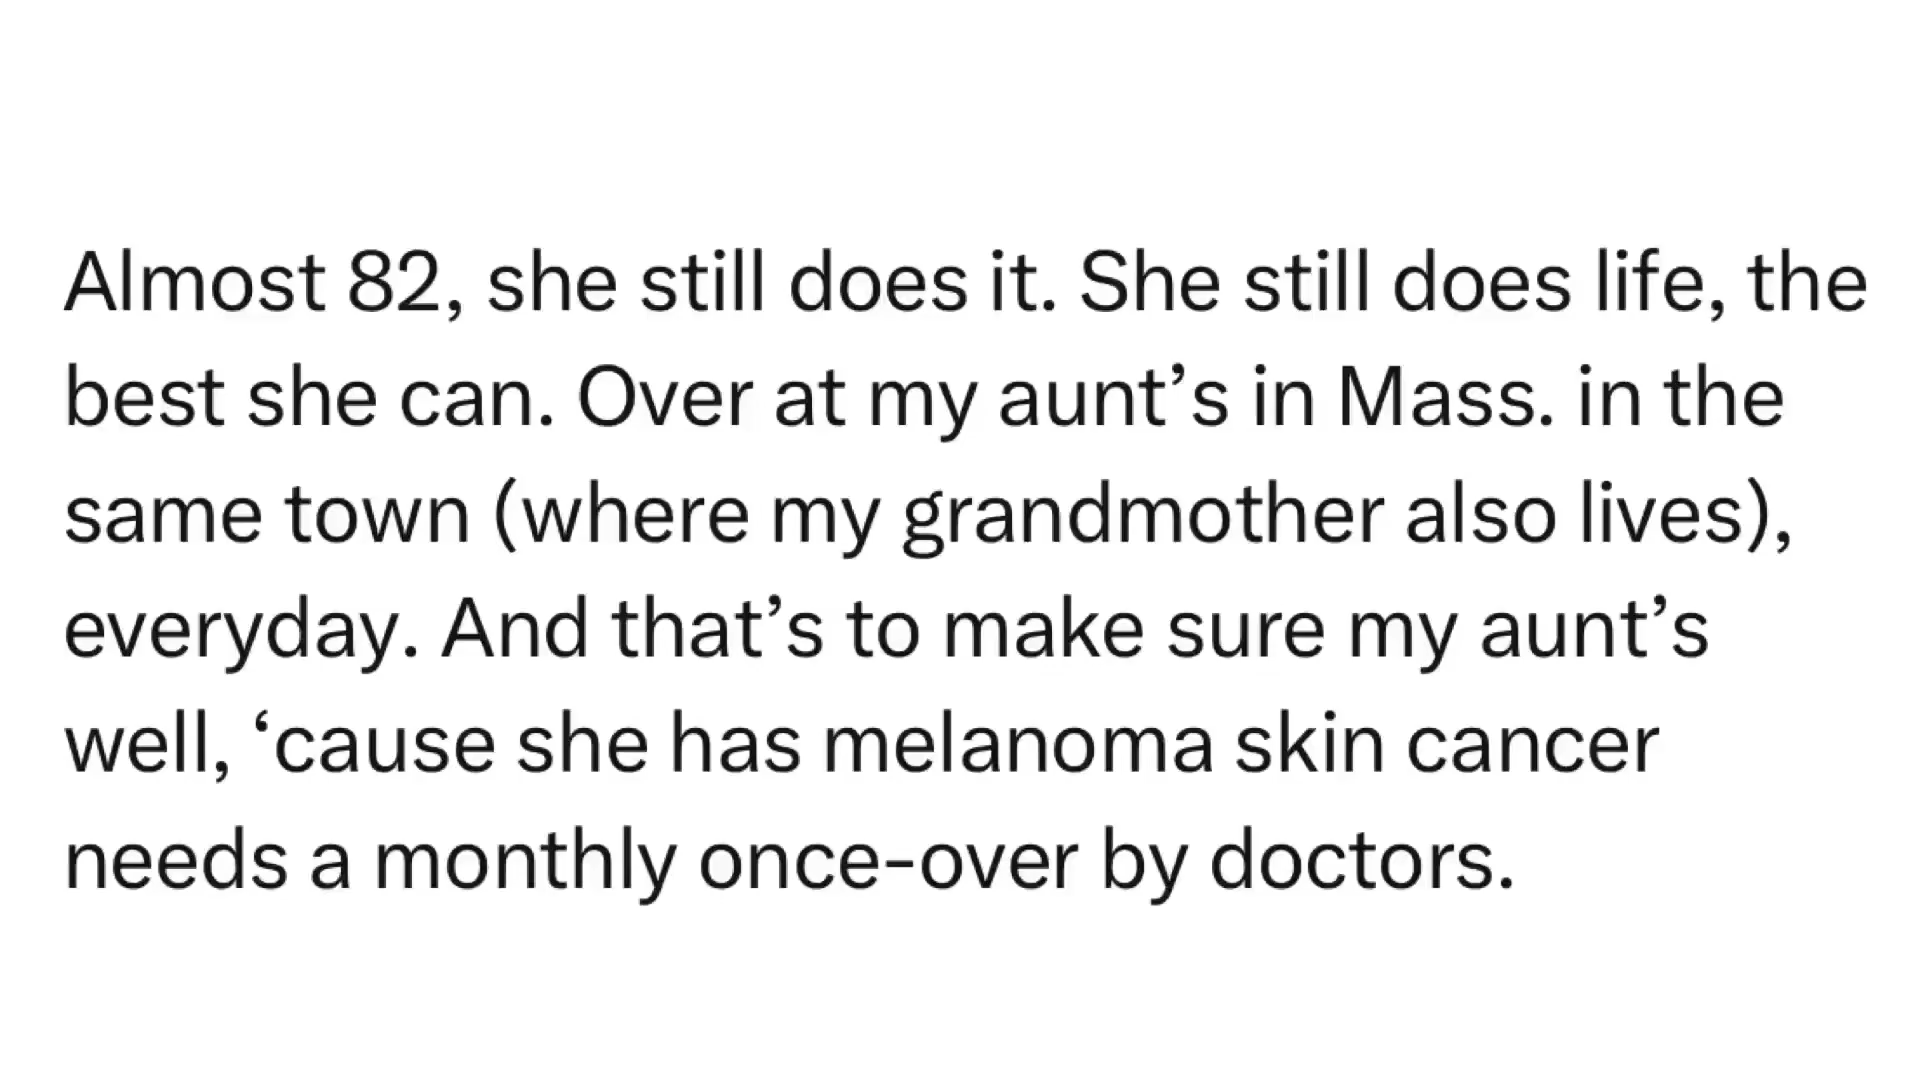 Almost 82, she still does it. She still does life, the
best she can. Over at my aunt’s in Mass. in the
same town (where my grandmother also lives),
everyday. And that’s to make sure my aunt’s
well, ‘cause she has melanoma skin cancer
needs a monthly once-over by doctors.